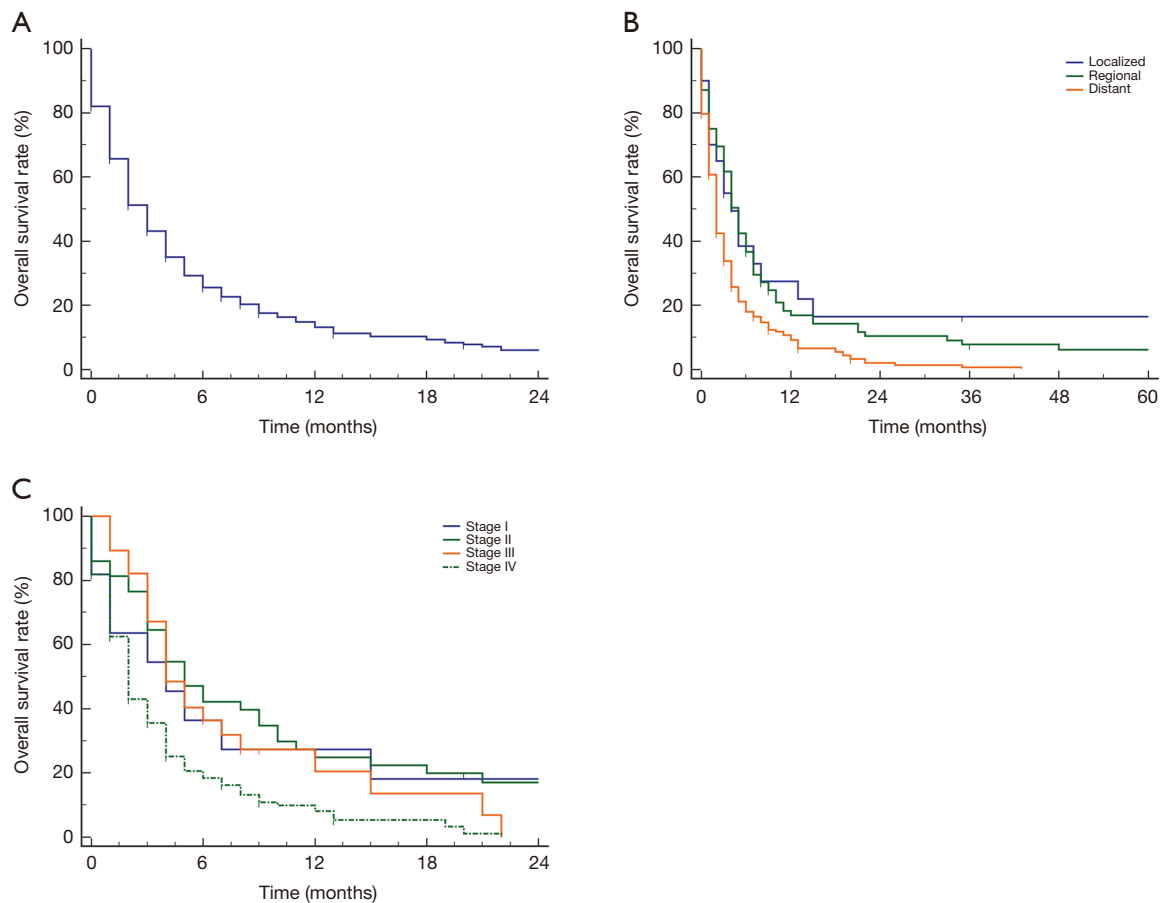 A
100
80
60
40
20
0
Overall survival rate (%)
0 6 12 18 24
Time (months)
B
100
80
60
40
20
0
Overall survival rate (%)
Localized
Regional
Distant
0 12 24 36 48 60
Time (months)
C
100
80
60
40
20
0
Overall survival rate (%)
Stage I
Stage II
Stage III
Stage IV
0 6 12 18 24
Time (months)